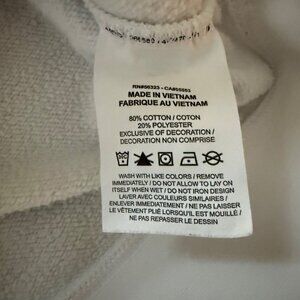 RN#56323 - CA#05553
MADE IN VIETNAM
FABRIQUÉ AU VIETNAM
80% COTTON / COTON
20% POLYESTER
EXCLUSIVE OF DECORATION /
DECORATION NON COMPRISE
WASH WITH LIKE COLORS / REMOVE
IMMEDIATELY / DO NOT ALLOW TO LAY ON
ITSELF WHEN WET / DO NOT IRON DESIGN
LAVER AVEC COULEURS SIMILAIRES /
ENLEVER IMMEDIATEMENT / NE PAS LAISSER
LE VÊTEMENT PLIÉ LORSQU'IL EST MOUILLÉ /
NE PAS REPASSER LE DESSIN